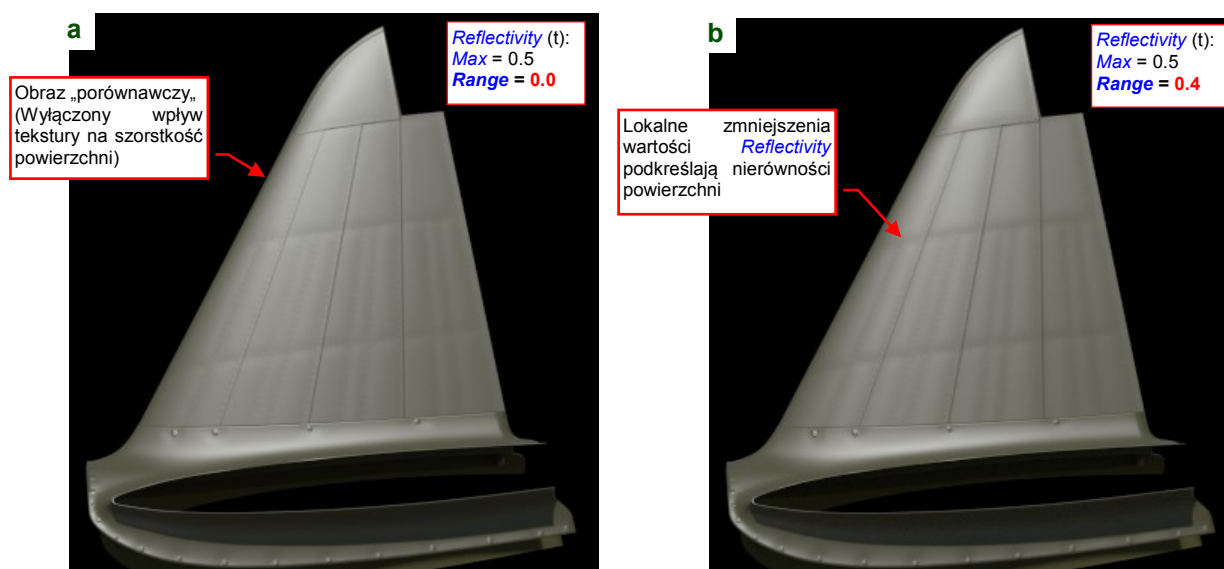 a
Reflectivity (t):
Max = 0.5
Range = 0.0
Obraz „porównawczy„
(Wyłączony wpływ
tekstury na szorstkość
powierzchni)
b
Reflectivity (t):
Max = 0.5
Range = 0.4
Lokalne zmniejszenia
wartości Reflectivity
podkreślają nierówności
powierzchni